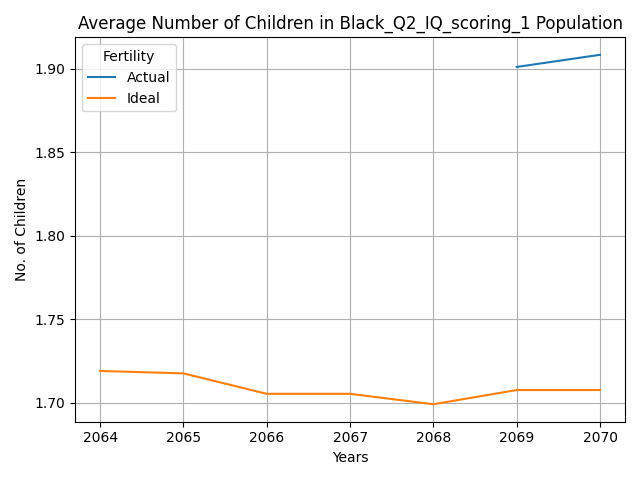 Average Number of Children in Black_Q2_IQ_scoring_1 Population
Fertility
Actual
Ideal
No. of Children
1.90
1.85
1.80
1.75
1.70
2064 2065 2066 2067 2068 2069 2070
Years